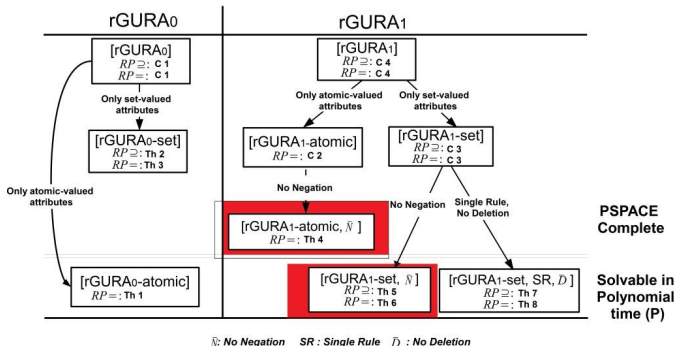 rGURA0
rGURA1
[rGURA0]
RP⊇: C 1
RP=: C 1
[rGURA1]
RP⊇: C 4
RP=: C 4
Only set-valued
attributes
Only atomic-valued
attributes
Only set-valued
attributes
[rGURA0-set]
RP⊇: Th 2
RP=: Th 3
[rGURA1-atomic]
RP=: C 2
[rGURA1-set]
RP⊇: C 3
RP=: C 3
Only atomic-valued
attributes
No Negation
No Negation
Single Rule,
No Deletion
[rGURA1-atomic, N̄ ]
RP=: Th 4
PSPACE
Complete
[rGURA0-atomic]
RP=: Th 1
[rGURA1-set, N̄ ]
RP⊇: Th 5
RP=: Th 6
[rGURA1-set, SR, D̄ ]
RP⊇: Th 7
RP=: Th 8
Solvable in
Polynomial
time (P)
N̄: No Negation SR : Single Rule D̄ : No Deletion